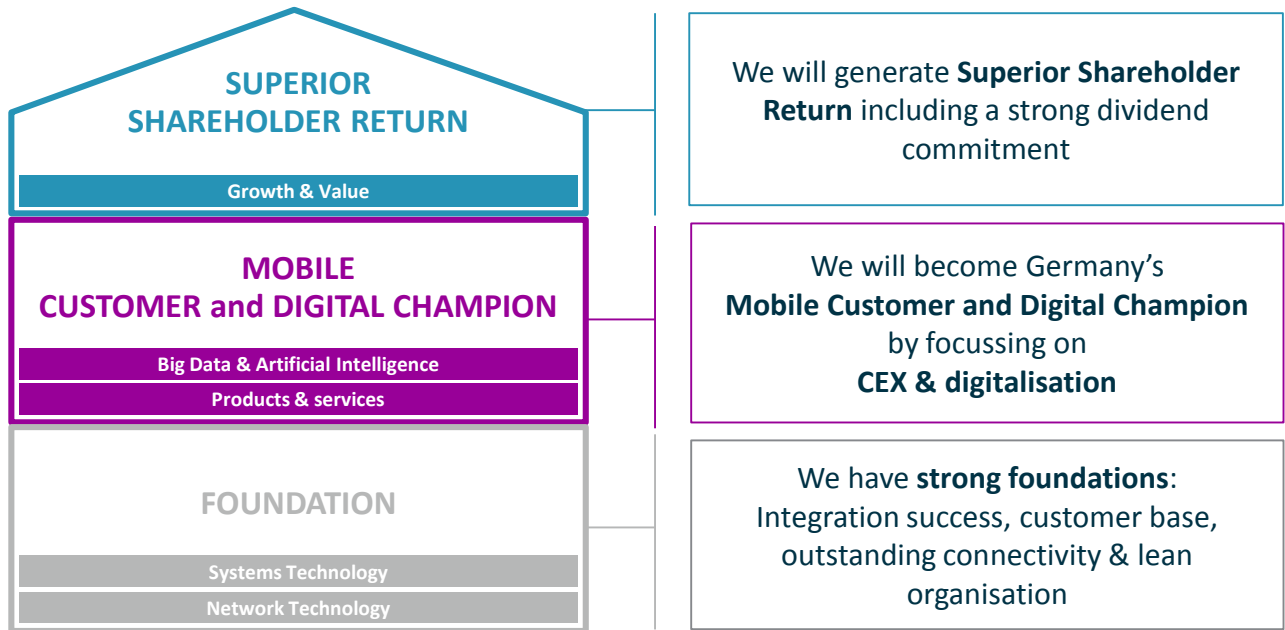 SUPERIOR
SHAREHOLDER RETURN
Growth & Value
We will generate Superior Shareholder
Return including a strong dividend
commitment
MOBILE
CUSTOMER and DIGITAL CHAMPION
Big Data & Artificial Intelligence
Products & services
We will become Germany’s
Mobile Customer and Digital Champion
by focussing on
CEX & digitalisation
FOUNDATION
Systems Technology
Network Technology
We have strong foundations:
Integration success, customer base,
outstanding connectivity & lean
organisation